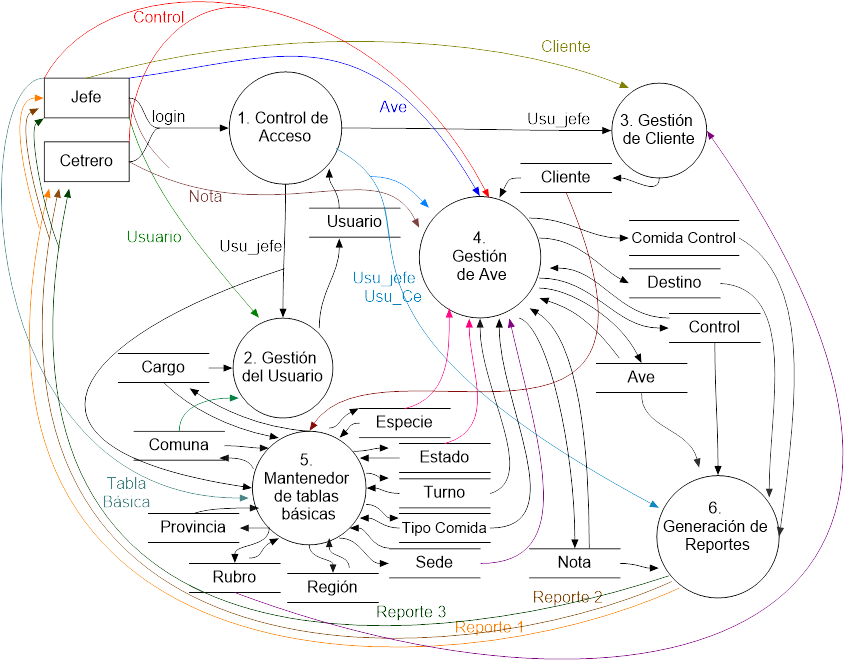 Control
Cliente
Jefe
Ave
login
1. Control de
Acceso
Usu_jefe
3. Gestión
de Cliente
Cetrero
Cliente
Nota
Usuario
Usuario
Usu_jefe
4.
Gestión
de Ave
Comida Control
Usu_jefe
Usu_Ce
Destino
Control
2. Gestión
del Usuario
Cargo
Ave
Especie
Comuna
Estado
5.
Mantenedor
de tablas
básicas
Tabla
Básica
Turno
6.
Generación de
Reportes
Provincia
Tipo Comida
Sede
Nota
Rubro
Región
Reporte 2
Reporte 3
Reporte 1